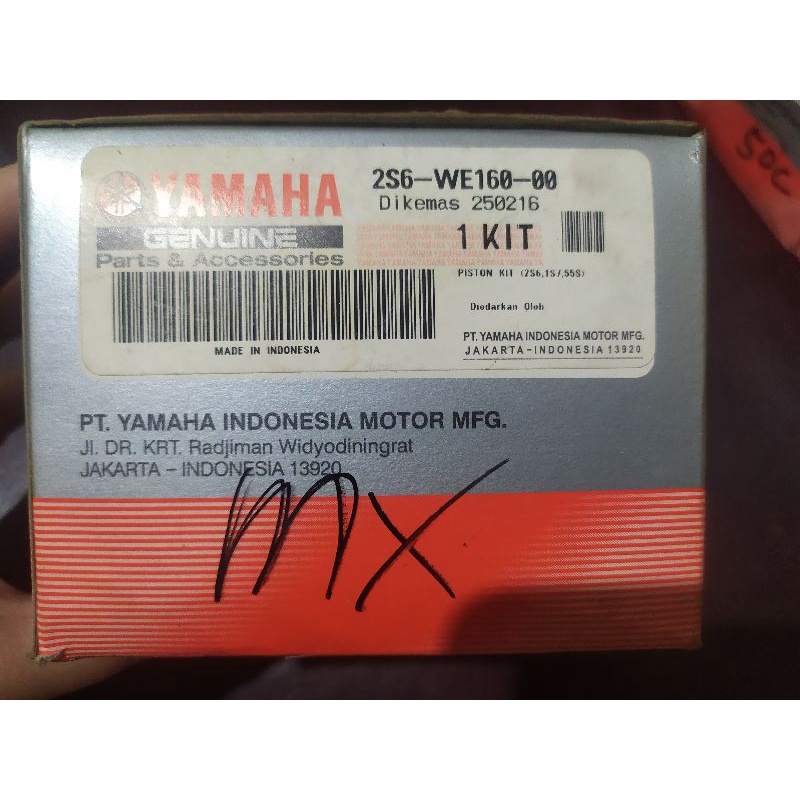 YAMAHA
GENUINE
Parts & Accessories
2S6-WE160-00
Dikemas 250216
1 KIT
PISTON KIT (2S6,1S7,55S)
Diedarkan Oleh
PT. YAMAHA INDONESIA MOTOR MFG.
JAKARTA-INDONESIA 13920
MADE IN INDONESIA
PT. YAMAHA INDONESIA MOTOR MFG.
Jl. DR. KRT. Radjiman Widyodiningrat
JAKARTA – INDONESIA 13920
MX
50C